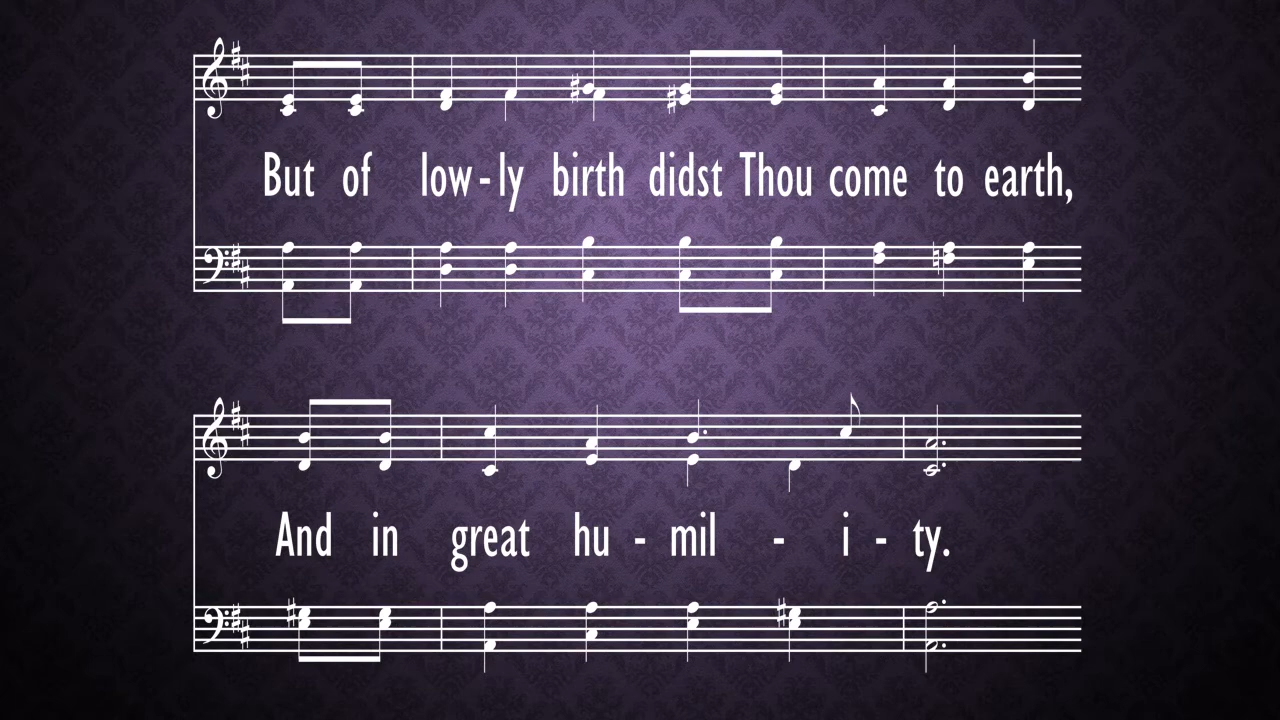 But of low-ly birth didst Thou come to earth,
And in great hu - mil - i - ty.